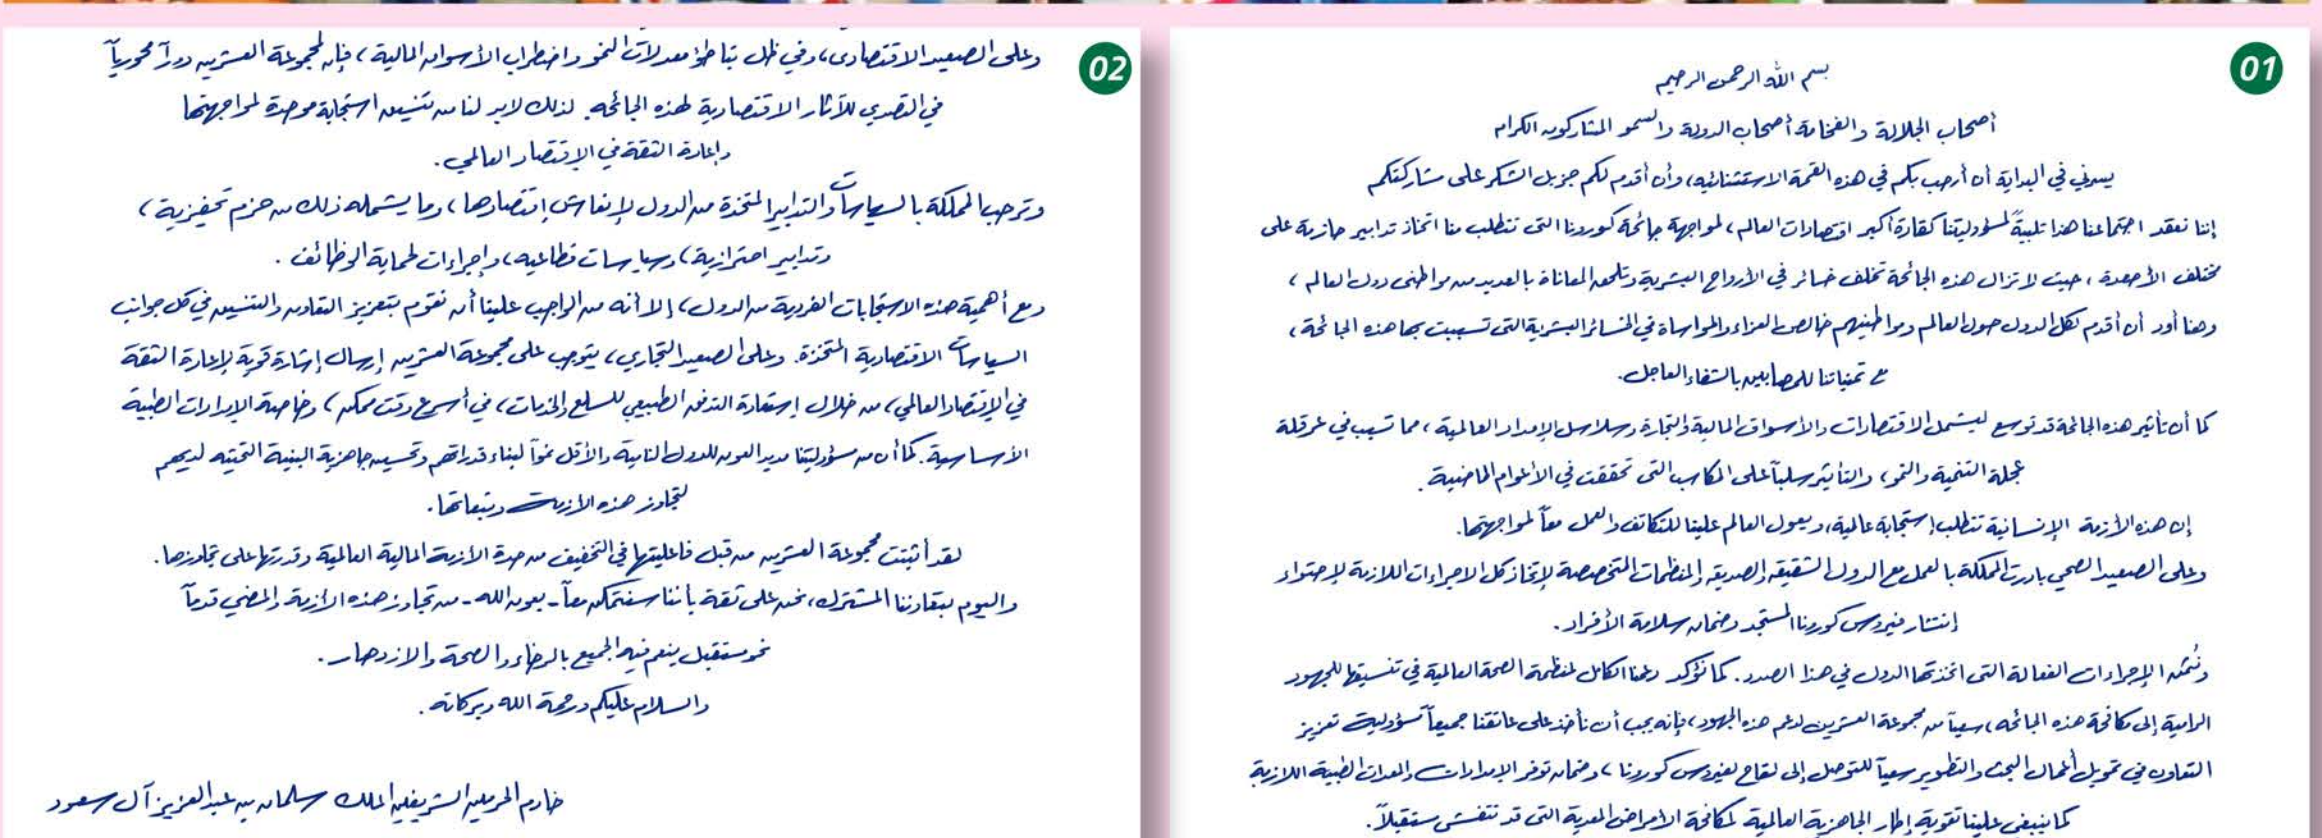 01
بسم الله الرحمن الرحيم
أصحاب الجلالة والفخامة أصحاب الدولة والسمو المشاركون الكرام
يسرني في البداية أن أرحب بكم في هذه القمة الاستثنائية، وأن أقدم لكم جزيل الشكر على مشاركتكم
إننا نعقد اجتماعنا هذا تلبيةً لمسؤوليتنا كقادة أكبر اقتصادات العالم، لمواجهة جائحة كورونا التي تتطلب منا اتخاذ تدابير حازمة على
مختلف الأصعدة، حيث لا تزال هذه الجائحة تخلف خسائر في الأرواح البشرية وتلحق المعاناة بالعديد من مواطني دول العالم،
وهنا أود أن أقدم لكل الدول حول العالم ومواطنيهم خالص العزاء والمواساة في الخسائر البشرية التي تسببت بها هذه الجائحة،
مع تمنياتنا للمصابين بالشفاء العاجل.
كما أن تأثير هذه الجائحة قد توسع ليشمل الاقتصادات والأسواق المالية والتجارة وسلاسل الإمداد العالمية، مما تسبب في عرقلة
عجلة التنمية والنمو، والتأثير سلباً على المكاسب التي تحققت في الأعوام الماضية.
إن هذه الأزمة الإنسانية تتطلب إستجابة عالمية، ويعول العالم علينا للتكاتف والعمل معاً لمواجهتها.
وعلى الصعيد الصحي بادرت المملكة بالعمل مع الدول الشقيقه والصديقه والمنظمات المتخصصة لإتخاذ كل الاجراءات اللازمة لإحتواء
إنتشار فيروس كورونا المستجد وضمان سلامة الأفراد.
ونُثمن الإجراءات الفعالة التي اتخذتها الدول في هذا الصدد. كما نؤكد دعمنا الكامل لمنظمة الصحة العالمية في تنسيقها للجهود
الرامية إلى مكافحة هذه الجائحه، سعياً من مجموعة العشرين لدعم هذه الجهود، فإنه يجب أن نأخذ على عاتقنا جميعاً مسؤولية تعزيز
التعاون في تمويل أعمال البحث والتطوير سعياً للتوصل إلى لقاح لفيروس كورونا، وضمان توفر الإمدادات والمعدات الطبية اللازمة
كما ينبغي علينا تقوية إطار الجاهزية العالمية لمكافحة الأمراض المعدية التي قد تتفشى مستقبلاً.
02
وعلى الصعيد الاقتصادي، وفي ظل تباطؤ معدلات النمو واضطراب الأسواق المالية، فإن لمجموعة العشرين دوراً محورياً
في التصدي للآثار الاقتصادية لهذه الجائحه. لذلك لابد لنا من تنسيق استجابة موحدة لمواجهتها
وإعادة الثقة في الإقتصاد العالمي.
وترحب المملكة بالسياسات والتدابير المتخذة من الدول لإنعاش إقتصادها، وما يشمله ذلك من حزم تحفيزية،
وتدابير احترازية، وسياسات قطاعيه، وإجراءات لحماية الوظائف.
ومع أهمية هذه الاستجابات الفردية من الدول، إلا أنه من الواجب علينا أن نقوم بتعزيز التعاون والتنسيق في كل جوانب
السياسات الاقتصادية المتخذة. وعلى الصعيد التجاري، يتوجب على مجموعة العشرين إرسال إشارة قوية لإعادة الثقة
في الإقتصاد العالمي، من خلال إستعادة التدفق الطبيعي للسلع والخدمات، في أسرع وقت ممكن، وخاصة الإمدادات الطبية
الأساسية. كما أن من مسؤوليتنا مد يد العون للدول النامية والأقل نمواً لبناء قدراتهم وتحسين جاهزية البنية التحتيه لديهم
لتجاوز هذه الأزمة وتبعاتها.
لقد أثبتت مجموعة العشرين من قبل فاعليتها في التخفيف من حدة الأزمة المالية العالمية وقدرتها على تجاوزها.
واليوم بتعاوننا المشترك، نحن على ثقة بأننا سنتمكن معاً - بعون الله - من تجاوز هذه الأزمة والمضي قدماً
نحو مستقبل ينعم فيه الجميع بالرخاء والصحة والازدهار.
والسلام عليكم ورحمة الله وبركاته.
خادم الحرمين الشريفين الملك سلمان بن عبدالعزيز آل سعود